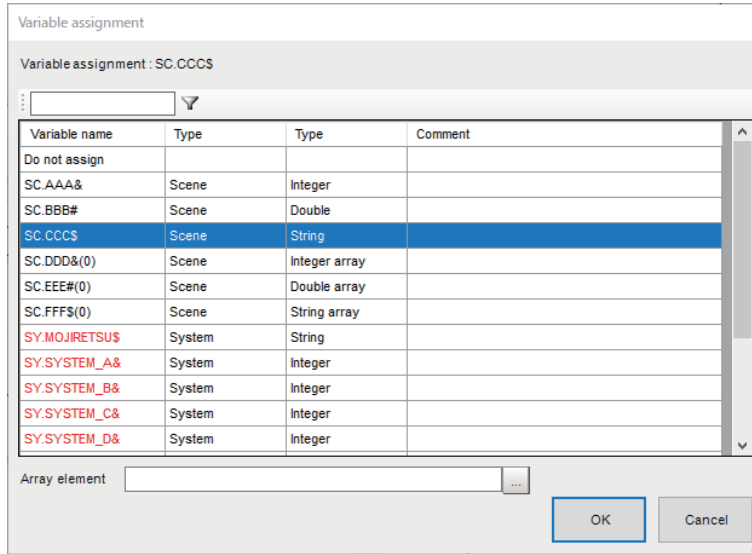 Variable assignment
Variable assignment : SC.CCC$
Variable name Type Type Comment
Do not assign
SC.AAA& Scene Integer
SC.BBB# Scene Double
SC.CCC$ Scene String
SC.DDD&(0) Scene Integer array
SC.EEE#(0) Scene Double array
SC.FFF$(0) Scene String array
SY.MOJIRETSU$ System String
SY.SYSTEM_A& System Integer
SY.SYSTEM_B& System Integer
SY.SYSTEM_C& System Integer
SY.SYSTEM_D& System Integer
Array element ...
OK Cancel